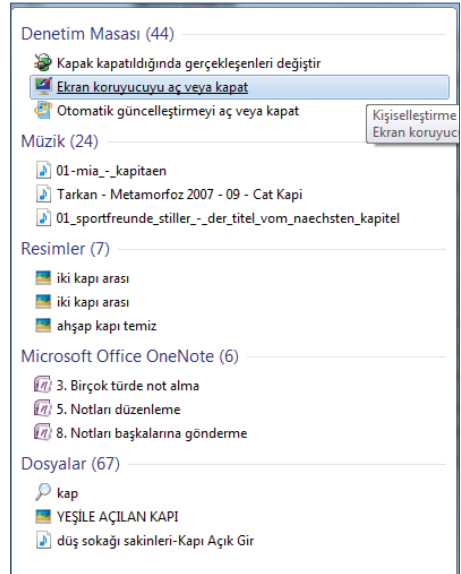 Denetim Masası (44)
Kapak kapatıldığında gerçekleşenleri değiştir
Ekran koruyucuyu aç veya kapat
Otomatik güncelleştirmeyi aç veya kapat
Kişiselleştirme
Ekran koruyuc
Müzik (24)
01-mia_-_kapitaen
Tarkan - Metamorfoz 2007 - 09 - Cat Kapi
01_sportfreunde_stiller_-_der_titel_vom_naechsten_kapitel
Resimler (7)
iki kapı arası
iki kapı arası
ahşap kapı temiz
Microsoft Office OneNote (6)
3. Birçok türde not alma
5. Notları düzenleme
8. Notları başkalarına gönderme
Dosyalar (67)
kap
YEŞİLE AÇILAN KAPI
düş sokağı sakinleri-Kapı Açık Gir